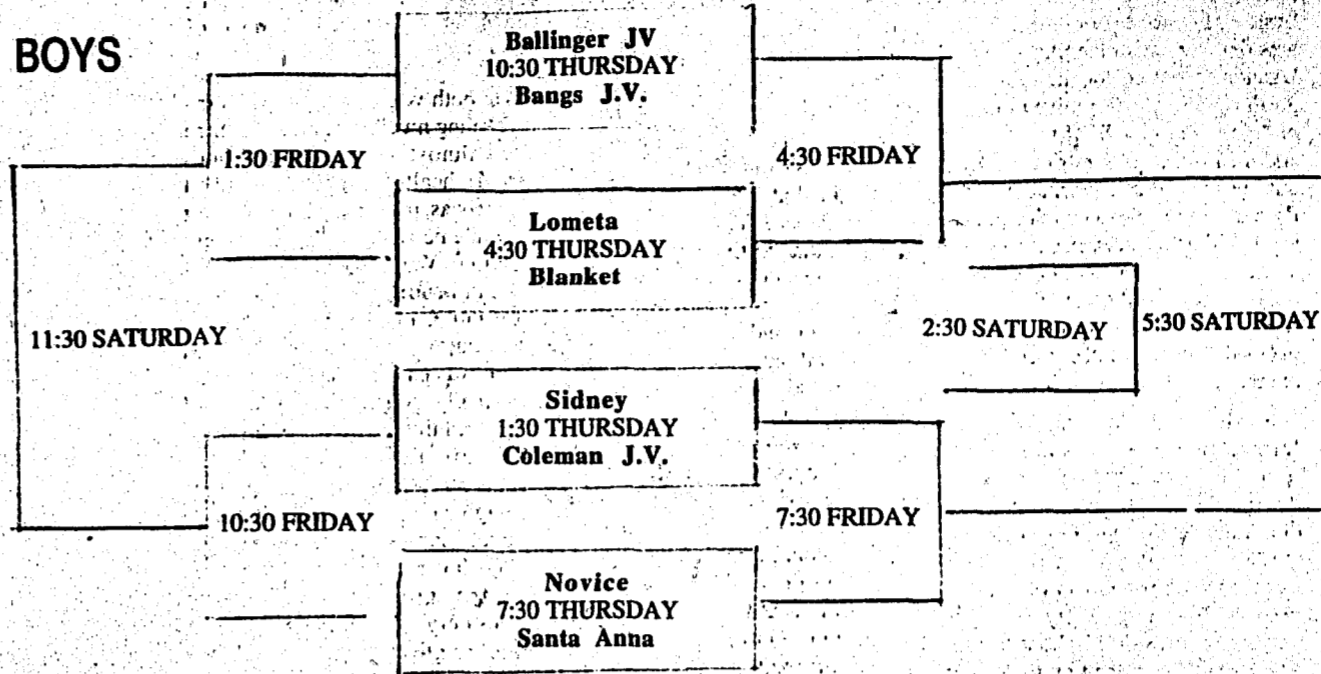 BOYS
Ballinger JV
10:30 THURSDAY
Bangs J.V.
1:30 FRIDAY
4:30 FRIDAY
Lometa
4:30 THURSDAY
Blanket
11:30 SATURDAY
2:30 SATURDAY
5:30 SATURDAY
Sidney
1:30 THURSDAY
Coleman J.V.
10:30 FRIDAY
7:30 FRIDAY
Novice
7:30 THURSDAY
Santa Anna